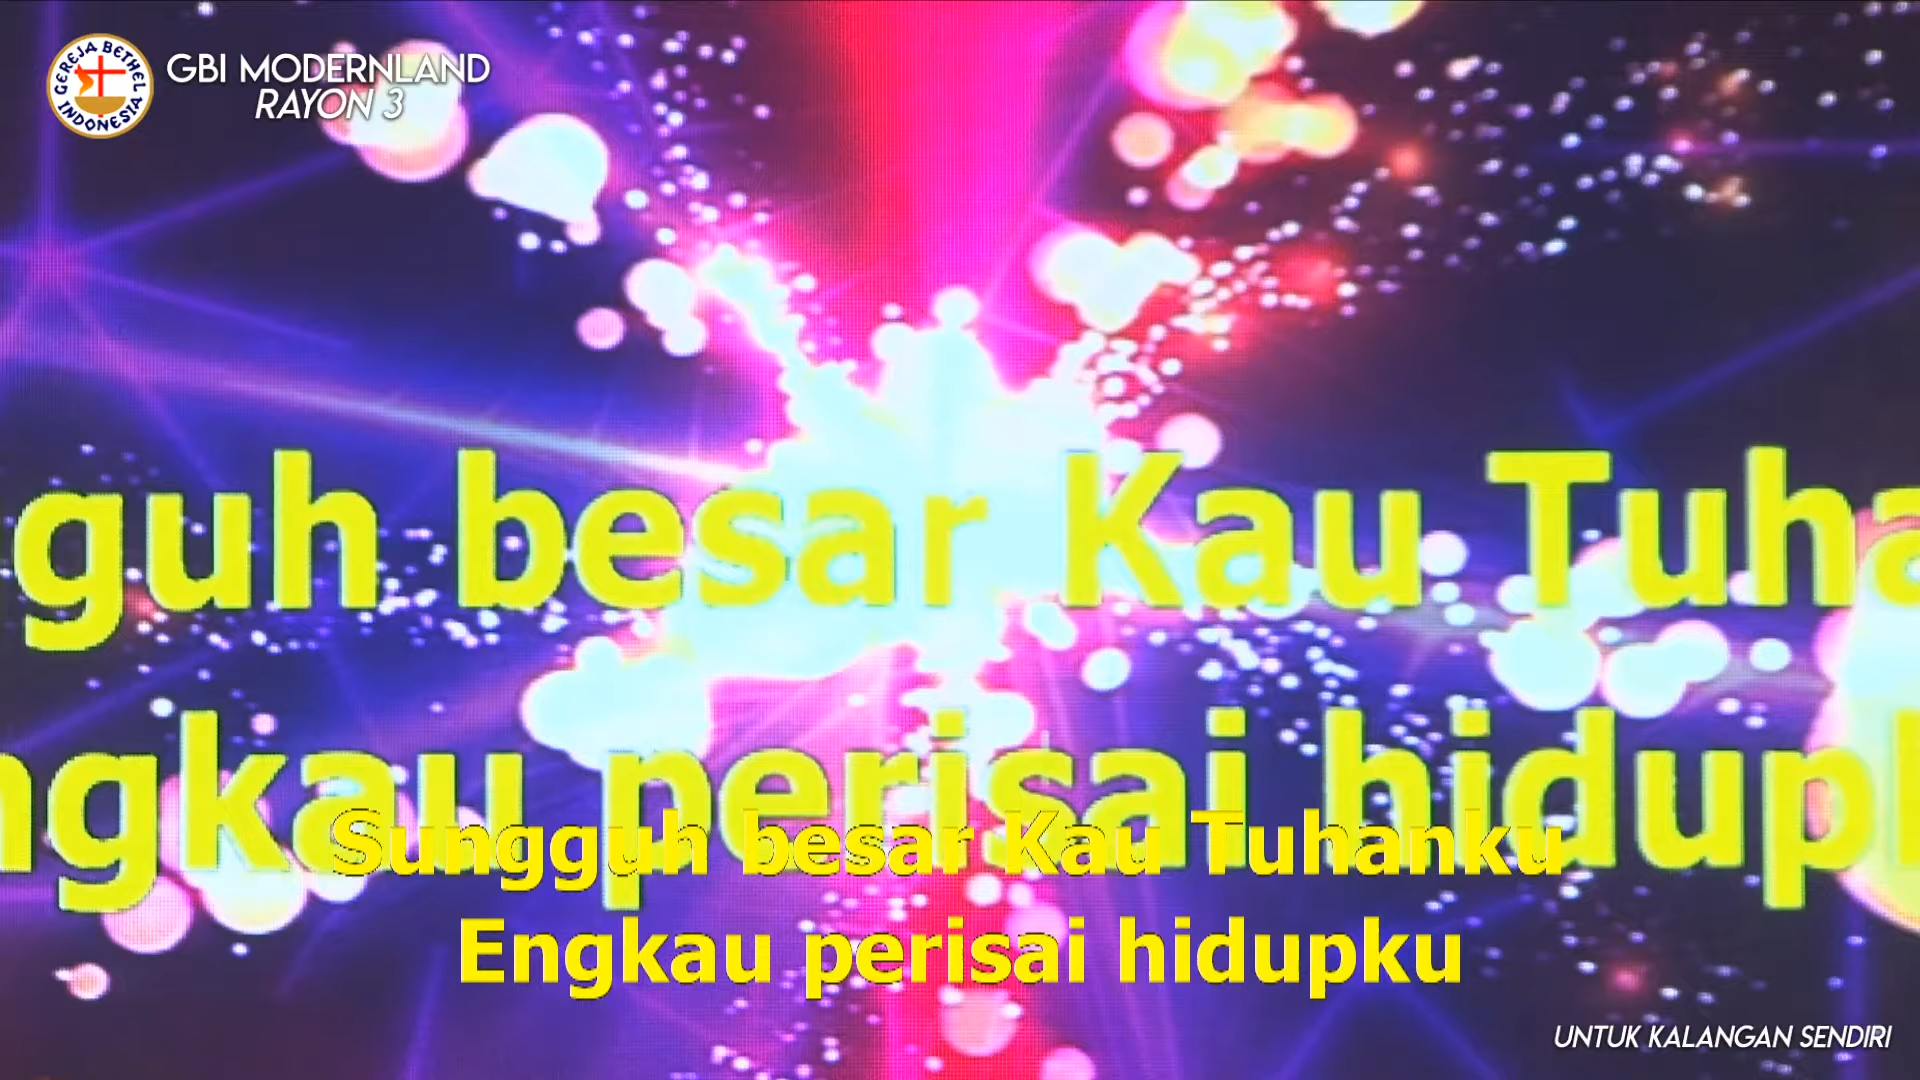 GEREJA BETHEL INDONESIA
GBI MODERNLAND
RAYON 3
guh besar Kau Tuha
ngkau perisai hidupk
Sungguh besar Kau Tuhanku
Engkau perisai hidupku
UNTUK KALANGAN SENDIRI